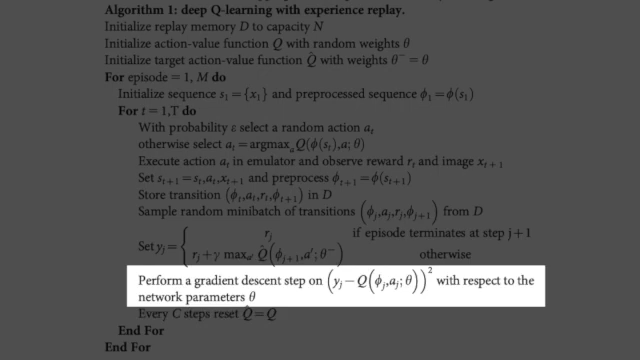 Algorithm 1: deep Q-learning with experience replay.
Initialize replay memory D to capacity N
Initialize action-value function Q with random weights θ
Initialize target action-value function Q̂ with weights θ⁻ = θ
For episode = 1, M do
Initialize sequence s₁ = {x₁} and preprocessed sequence ϕ₁ = ϕ(s₁)
For t = 1,T do
With probability ε select a random action aₜ
otherwise select aₜ = argmaxₐ Q(ϕ(sₜ),a; θ)
Execute action aₜ in emulator and observe reward rₜ and image xₜ₊₁
Set sₜ₊₁ = sₜ,aₜ,xₜ₊₁ and preprocess ϕₜ₊₁ = ϕ(sₜ₊₁)
Store transition (ϕₜ,aₜ,rₜ,ϕₜ₊₁) in D
Sample random minibatch of transitions (ϕⱼ,aⱼ,rⱼ,ϕⱼ₊₁) from D
Set yⱼ = { rⱼ if episode terminates at step j+1
rⱼ + γ maxₐ′ Q̂(ϕⱼ₊₁,a′; θ⁻) otherwise
Perform a gradient descent step on (yⱼ − Q(ϕⱼ,aⱼ; θ))² with respect to the
network parameters θ
Every C steps reset Q̂ = Q
End For
End For